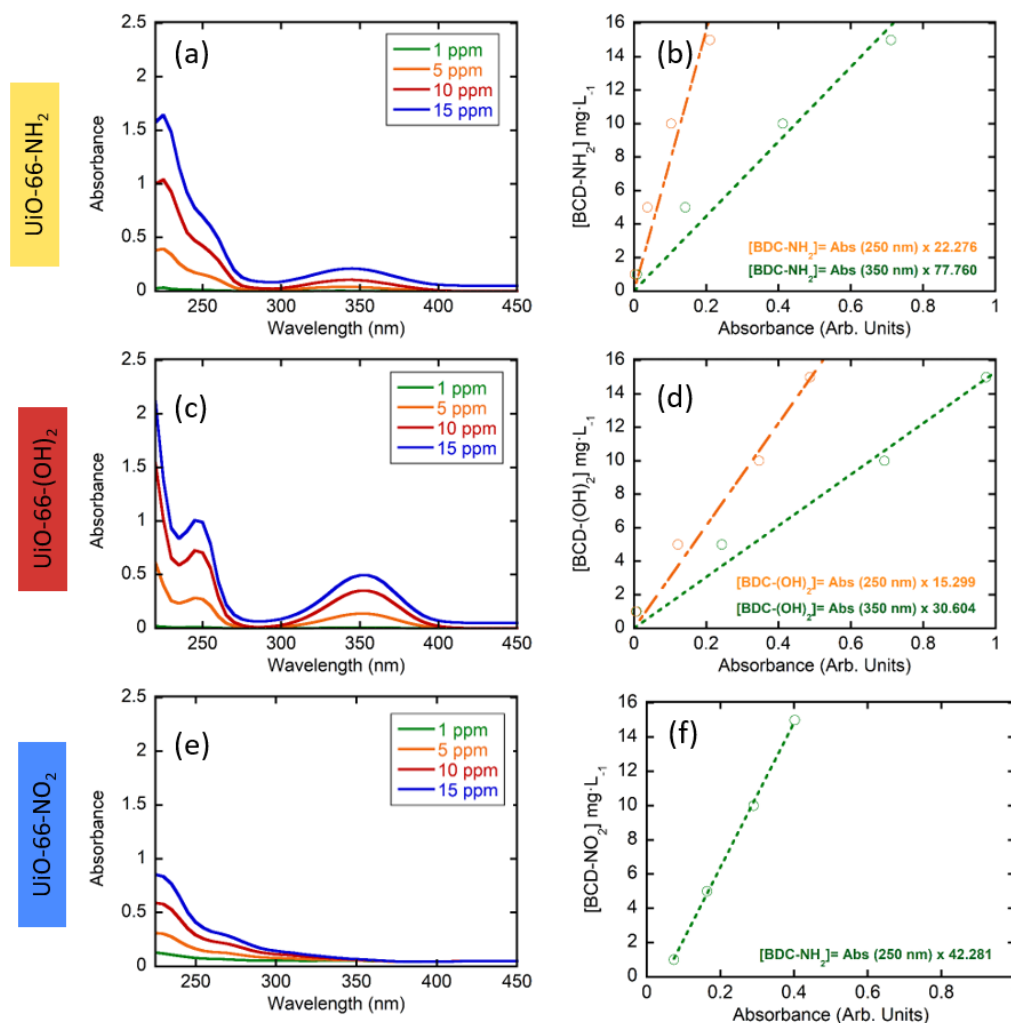 UiO-66-NH2
(a)
1 ppm
5 ppm
10 ppm
15 ppm
Absorbance
2.5
2
1.5
1
0.5
0
250 300 350 400 450
Wavelength (nm)
(b)
[BCD-NH2] mg·L-1
16
14
12
10
8
6
4
2
0
[BDC-NH2]= Abs (250 nm) x 22.276
[BDC-NH2]= Abs (350 nm) x 77.760
0 0.2 0.4 0.6 0.8 1
Absorbance (Arb. Units)
UiO-66-(OH)2
(c)
1 ppm
5 ppm
10 ppm
15 ppm
Absorbance
2.5
2
1.5
1
0.5
0
250 300 350 400 450
Wavelength (nm)
(d)
[BCD-(OH)2] mg·L-1
16
14
12
10
8
6
4
2
0
[BDC-(OH)2]= Abs (250 nm) x 15.299
[BDC-(OH)2]= Abs (350 nm) x 30.604
0 0.2 0.4 0.6 0.8 1
Absorbance (Arb. Units)
UiO-66-NO2
(e)
1 ppm
5 ppm
10 ppm
15 ppm
Absorbance
2.5
2
1.5
1
0.5
0
250 300 350 400 450
Wavelength (nm)
(f)
[BCD-NO2] mg·L-1
16
14
12
10
8
6
4
2
0
[BDC-NH2]= Abs (250 nm) x 42.281
0 0.2 0.4 0.6 0.8
Absorbance (Arb. Units)